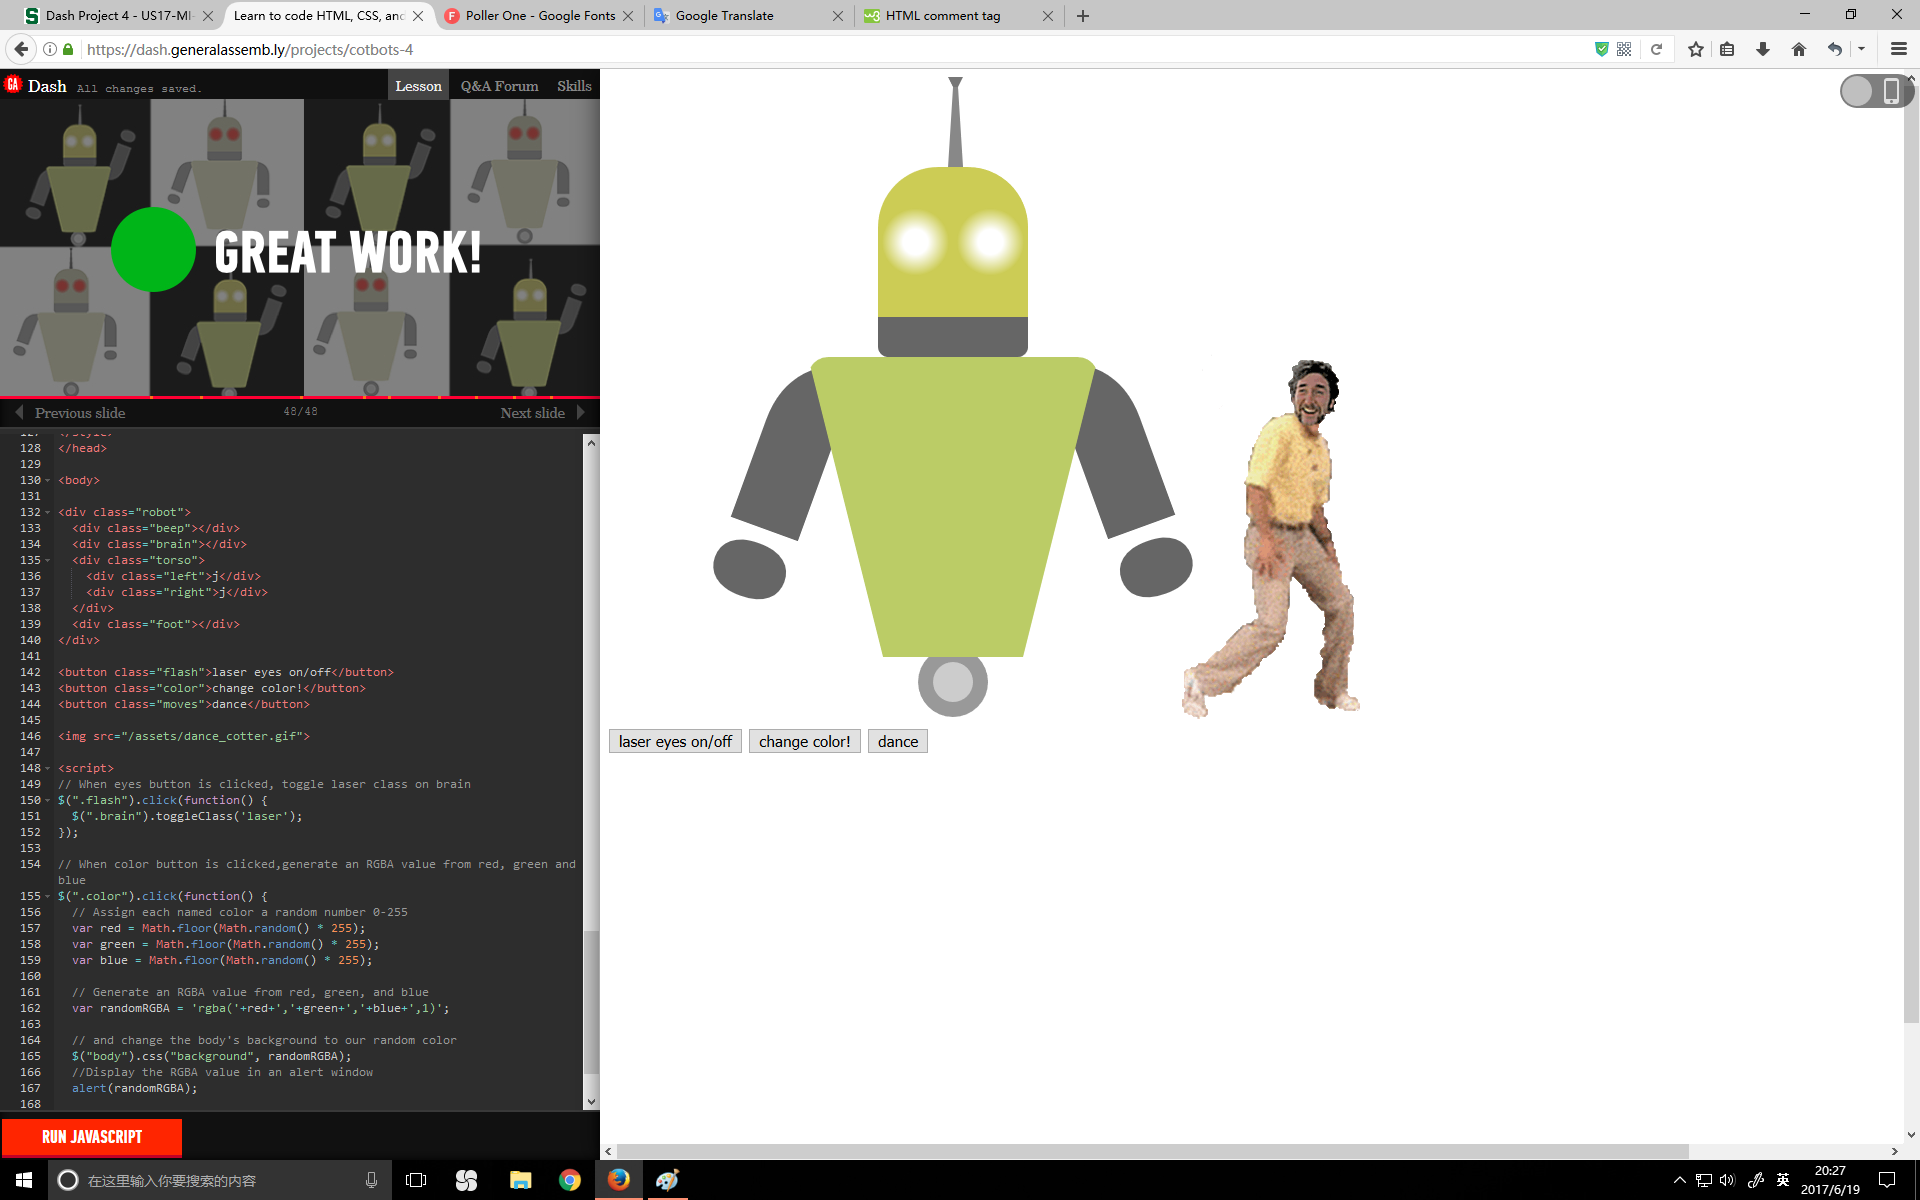 Dash Project 4 - US17-MI-
Learn to code HTML, CSS, and
Poller One - Google Fonts
Google Translate
HTML comment tag
https://dash.generalassemb.ly/projects/cotbots-4
GA Dash All changes saved.
Lesson Q&A Forum Skills
GREAT WORK!
Previous slide 48/48 Next slide
127 </style>
128 </head>
129
130 <body>
131
132 <div class="robot">
133 <div class="beep"></div>
134 <div class="brain"></div>
135 <div class="torso">
136 <div class="left">j</div>
137 <div class="right">j</div>
138 </div>
139 <div class="foot"></div>
140 </div>
141
142 <button class="flash">laser eyes on/off</button>
143 <button class="color">change color!</button>
144 <button class="moves">dance</button>
145
146 <img src="/assets/dance_cotter.gif">
147
148 <script>
149 // When eyes button is clicked, toggle laser class on brain
150 $(".flash").click(function() {
151 $(".brain").toggleClass('laser');
152 });
153
154 // When color button is clicked,generate an RGBA value from red, green and
blue
155 $(".color").click(function() {
156 // Assign each named color a random number 0-255
157 var red = Math.floor(Math.random() * 255);
158 var green = Math.floor(Math.random() * 255);
159 var blue = Math.floor(Math.random() * 255);
160
161 // Generate an RGBA value from red, green, and blue
162 var randomRGBA = 'rgba('+red+','+green+','+blue+',1)';
163
164 // and change the body's background to our random color
165 $("body").css("background", randomRGBA);
166 //Display the RGBA value in an alert window
167 alert(randomRGBA);
168
RUN JAVASCRIPT
laser eyes on/off change color! dance
在这里输入你要搜索的内容
英
20:27
2017/6/19